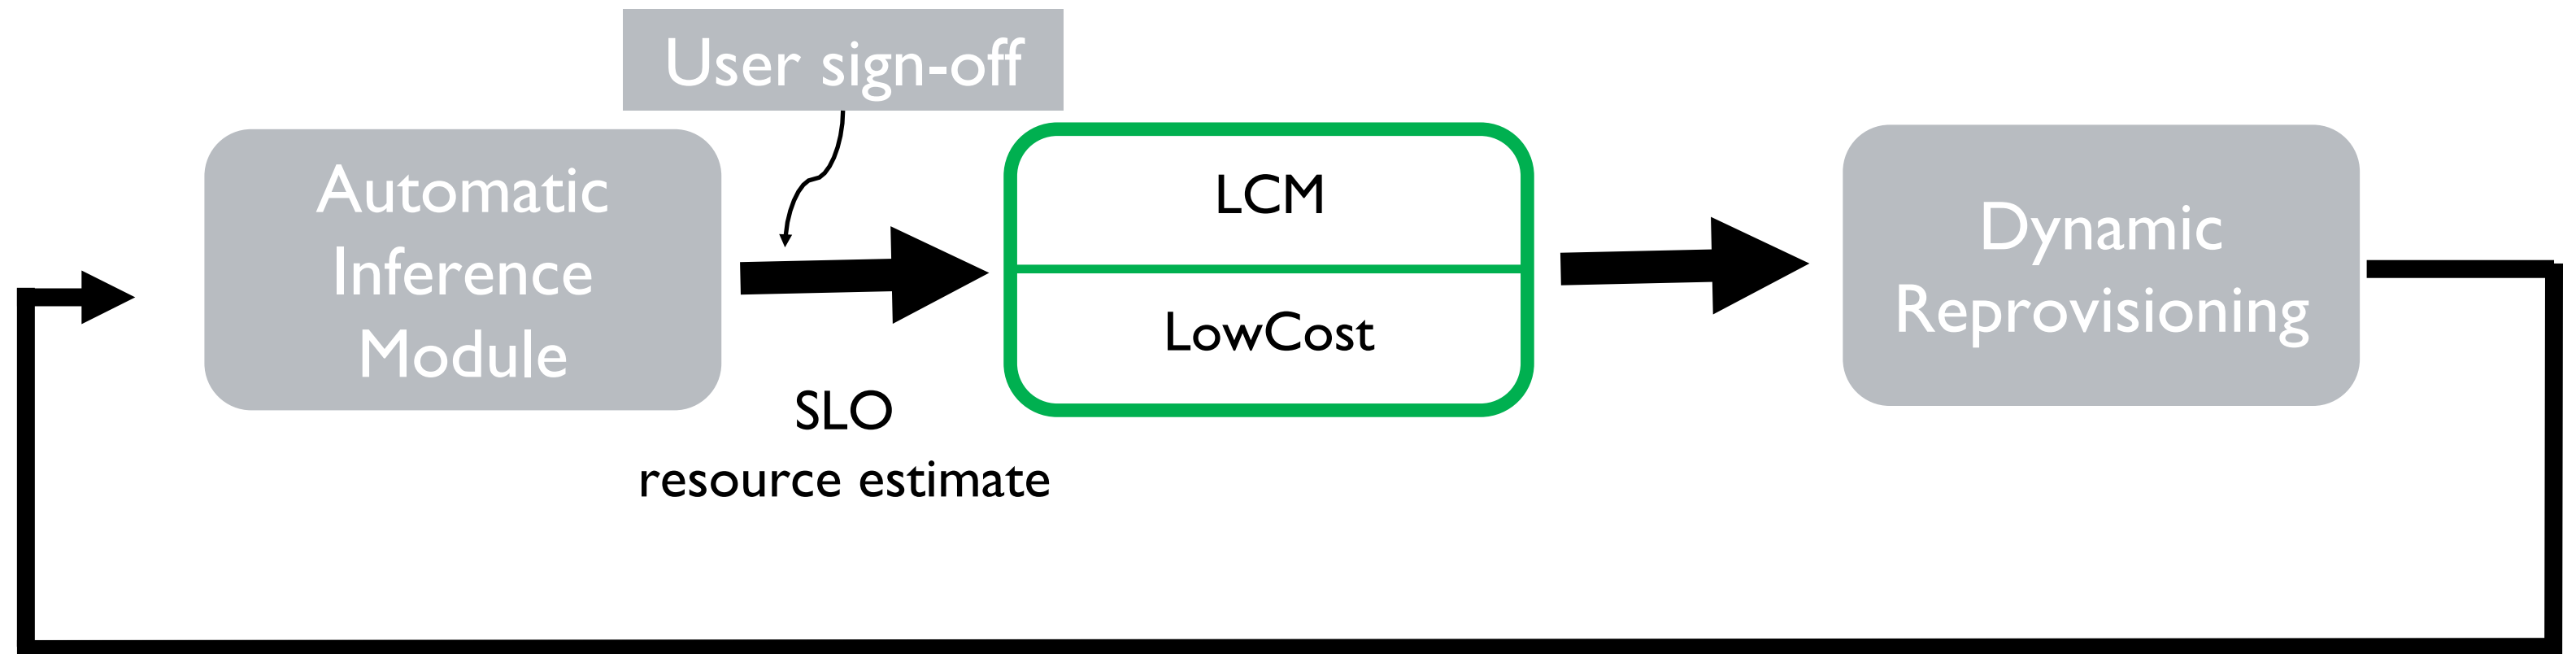 User sign-off
Automatic
Inference
Module
SLO
resource estimate
LCM
LowCost
Dynamic
Reprovisioning